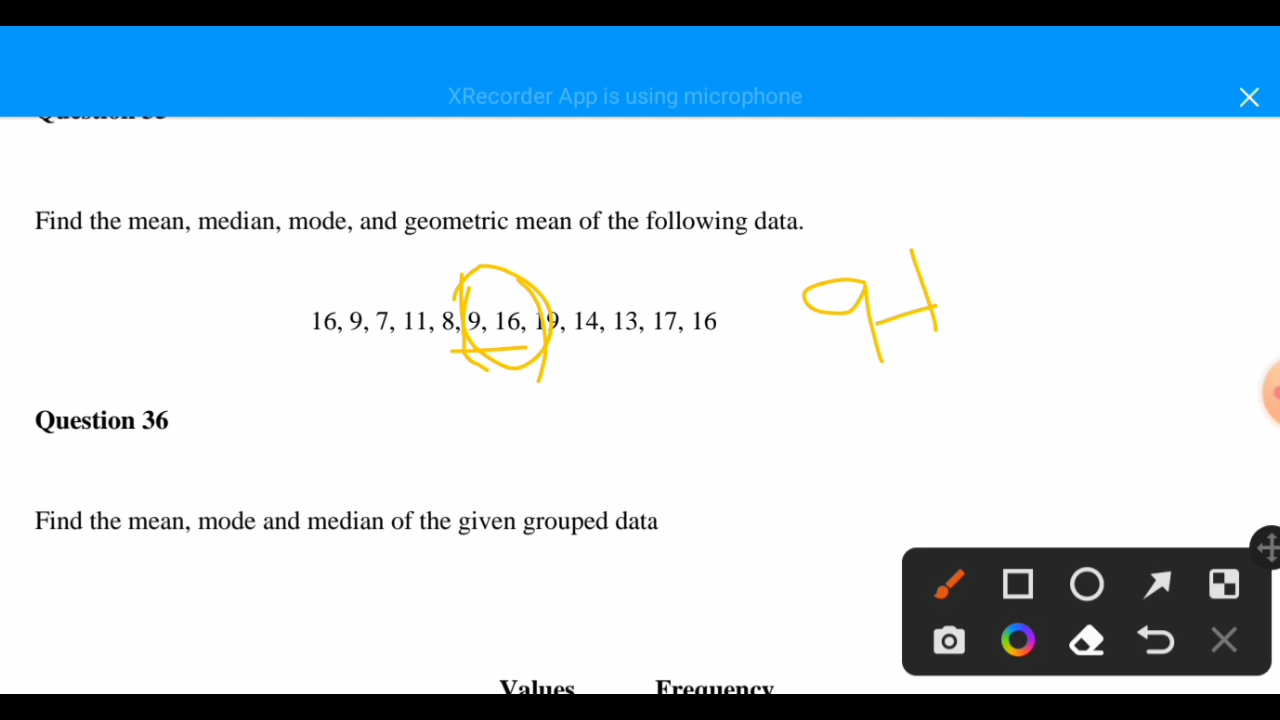 XRecorder App is using microphone
Find the mean, median, mode, and geometric mean of the following data.
16, 9, 7, 11, 8, 9, 16, 19, 14, 13, 17, 16
Question 36
Find the mean, mode and median of the given grouped data
Values Frequency